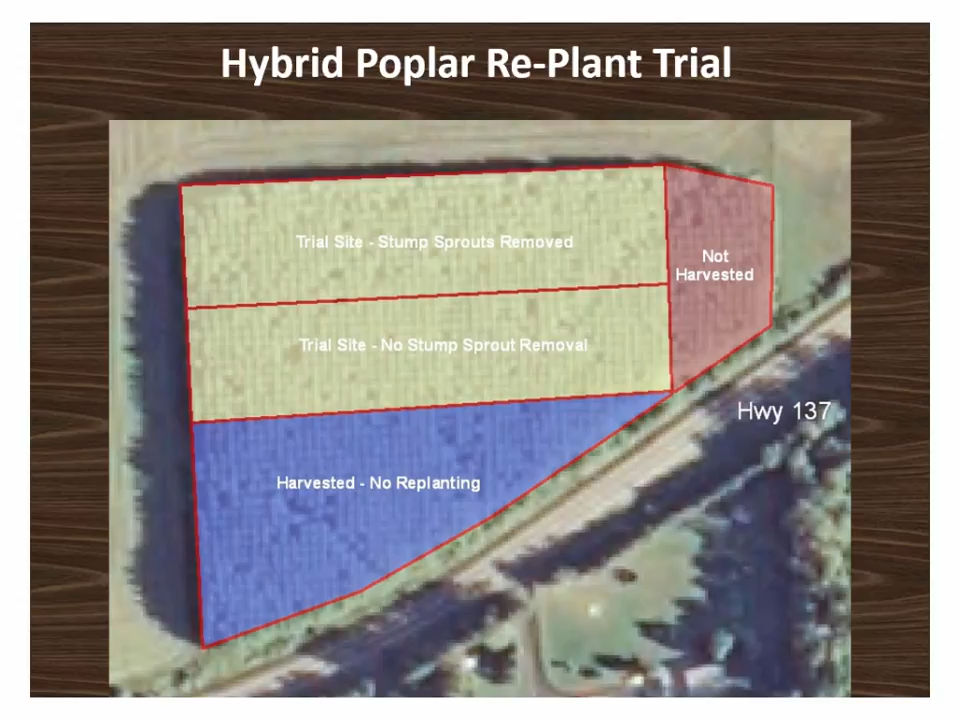 Hybrid Poplar Re-Plant Trial
Trial Site - Stump Sprouts Removed
Not
Harvested
Trial Site - No Stump Sprout Removal
Hwy 137
Harvested - No Replanting